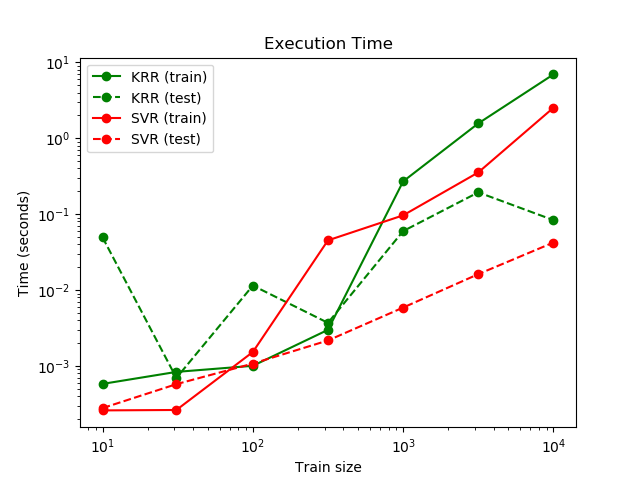 Execution Time
KRR (train)
KRR (test)
SVR (train)
SVR (test)
Time (seconds)
10¹
10⁰
10⁻¹
10⁻²
10⁻³
10¹
10²
10³
10⁴
Train size